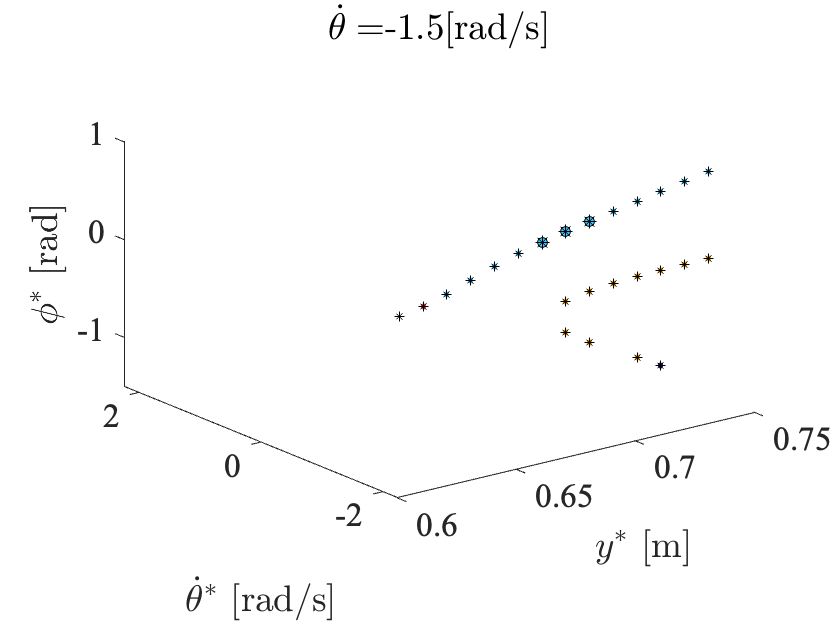 θ̇ =-1.5[rad/s]
1
0
-1
ϕ* [rad]
2
0
-2
θ̇* [rad/s]
0.6
0.65
0.7
0.75
y* [m]